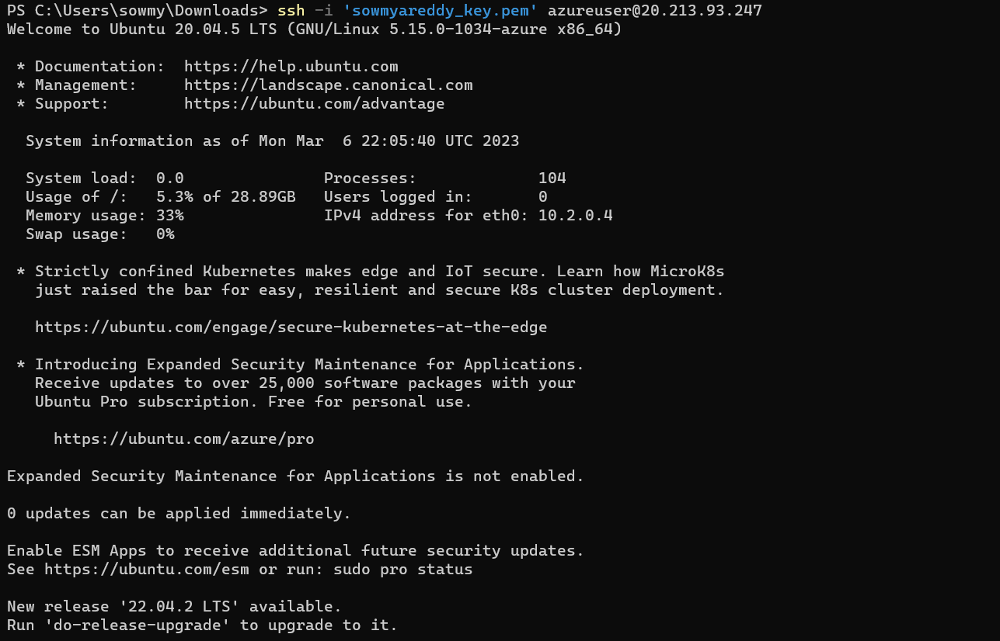 PS C:\Users\sowmy\Downloads> ssh -i 'sowmyareddy_key.pem' azureuser@20.213.93.247
Welcome to Ubuntu 20.04.5 LTS (GNU/Linux 5.15.0-1034-azure x86_64)
* Documentation:  https://help.ubuntu.com
* Management:     https://landscape.canonical.com
* Support:        https://ubuntu.com/advantage
System information as of Mon Mar  6 22:05:40 UTC 2023
System load:  0.0               Processes:             104
Usage of /:   5.3% of 28.89GB   Users logged in:       0
Memory usage: 33%               IPv4 address for eth0: 10.2.0.4
Swap usage:   0%
* Strictly confined Kubernetes makes edge and IoT secure. Learn how MicroK8s
just raised the bar for easy, resilient and secure K8s cluster deployment.
https://ubuntu.com/engage/secure-kubernetes-at-the-edge
* Introducing Expanded Security Maintenance for Applications.
Receive updates to over 25,000 software packages with your
Ubuntu Pro subscription. Free for personal use.
https://ubuntu.com/azure/pro
Expanded Security Maintenance for Applications is not enabled.
0 updates can be applied immediately.
Enable ESM Apps to receive additional future security updates.
See https://ubuntu.com/esm or run: sudo pro status
New release '22.04.2 LTS' available.
Run 'do-release-upgrade' to upgrade to it.